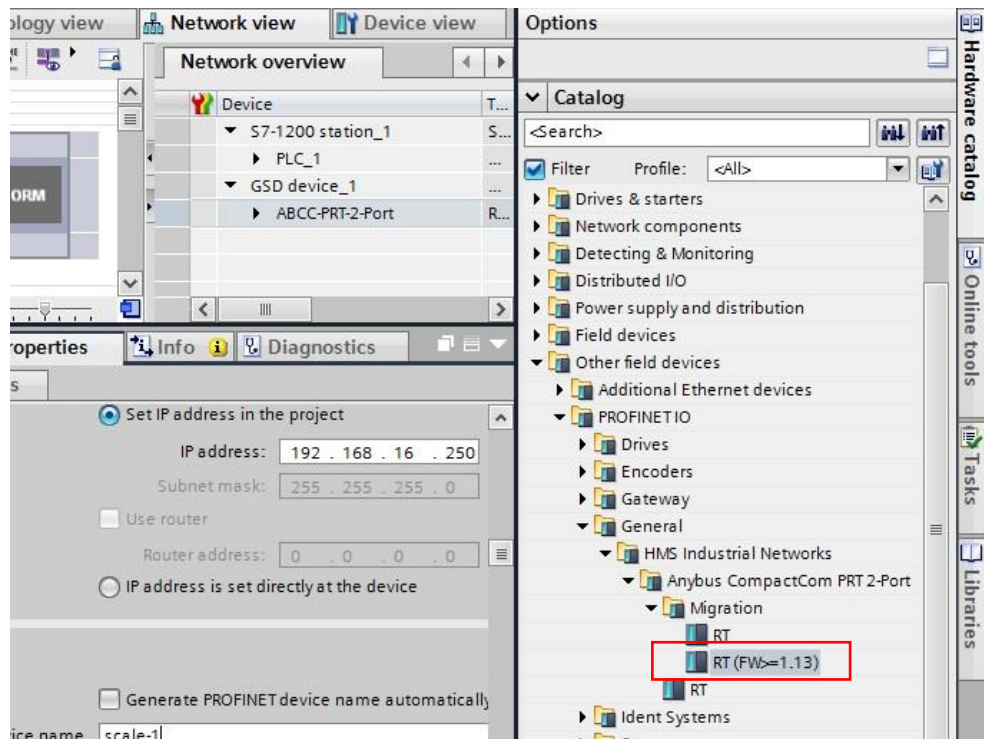 ology view
Network view
Device view
Network overview
Device
T...
S7-1200 station_1
S...
PLC_1
...
GSD device_1
...
ABCC-PRT-2-Port
R...
ORM
roperties
Info
Diagnostics
s
Set IP address in the project
IP address:
192 . 168 . 16 . 250
Subnet mask:
255 . 255 . 255 . 0
Use router
Router address:
0 . 0 . 0 . 0
IP address is set directly at the device
Generate PROFINET device name automatically
ice name
scale-1
Options
Catalog
<Search>
Filter
Profile:
<All>
Drives & starters
Network components
Detecting & Monitoring
Distributed I/O
Power supply and distribution
Field devices
Other field devices
Additional Ethernet devices
PROFINET IO
Drives
Encoders
Gateway
General
HMS Industrial Networks
Anybus CompactCom PRT 2-Port
Migration
RT
RT (FW>=1.13)
RT
Ident Systems
Hardware catalog
Online tools
Tasks
Libraries